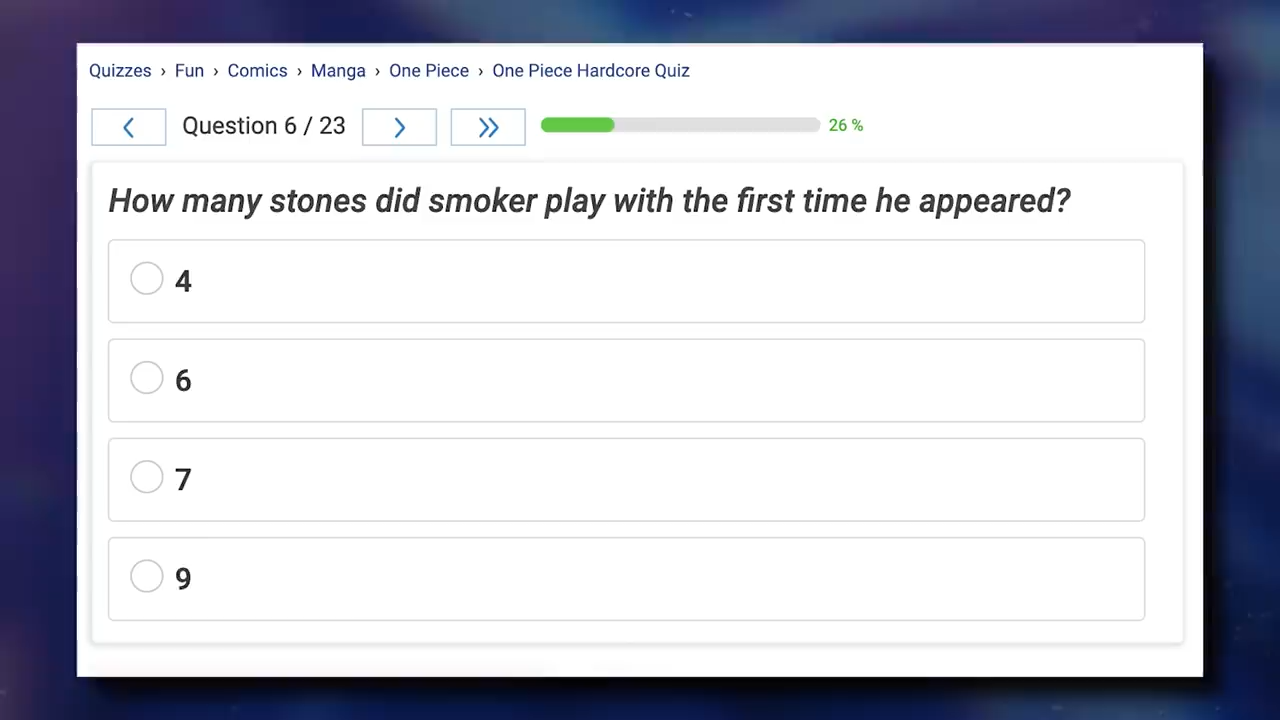 Quizzes › Fun › Comics › Manga › One Piece › One Piece Hardcore Quiz
Question 6 / 23
26 %
How many stones did smoker play with the first time he appeared?
4
6
7
9